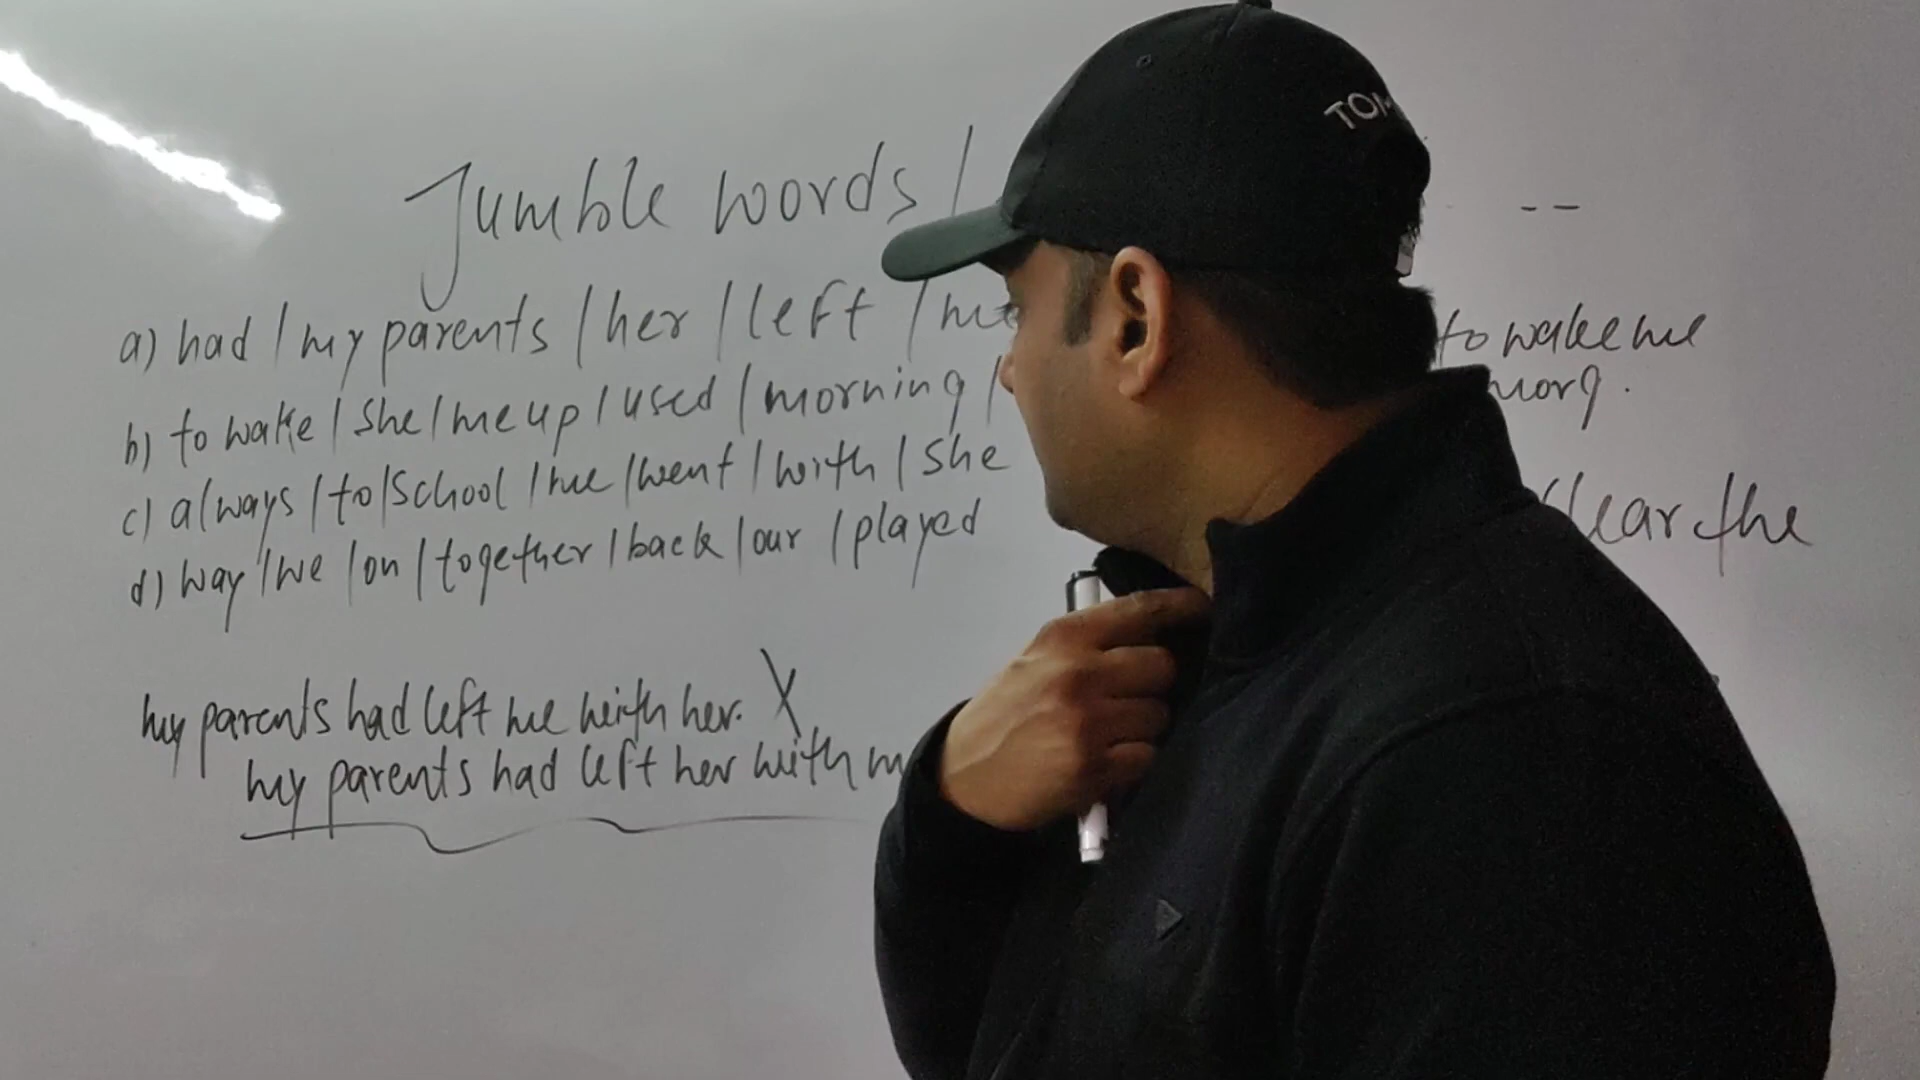 Jumble words /
a) had / my parents / her / left /
b) to wake / she / me up / used / morning /
c) always / to / school / me / went / with / she
d) way / we / on / together / back / our / played
my parents had left me with her. X
my parents had left her with
to wake me
morg.
clear the
TOM